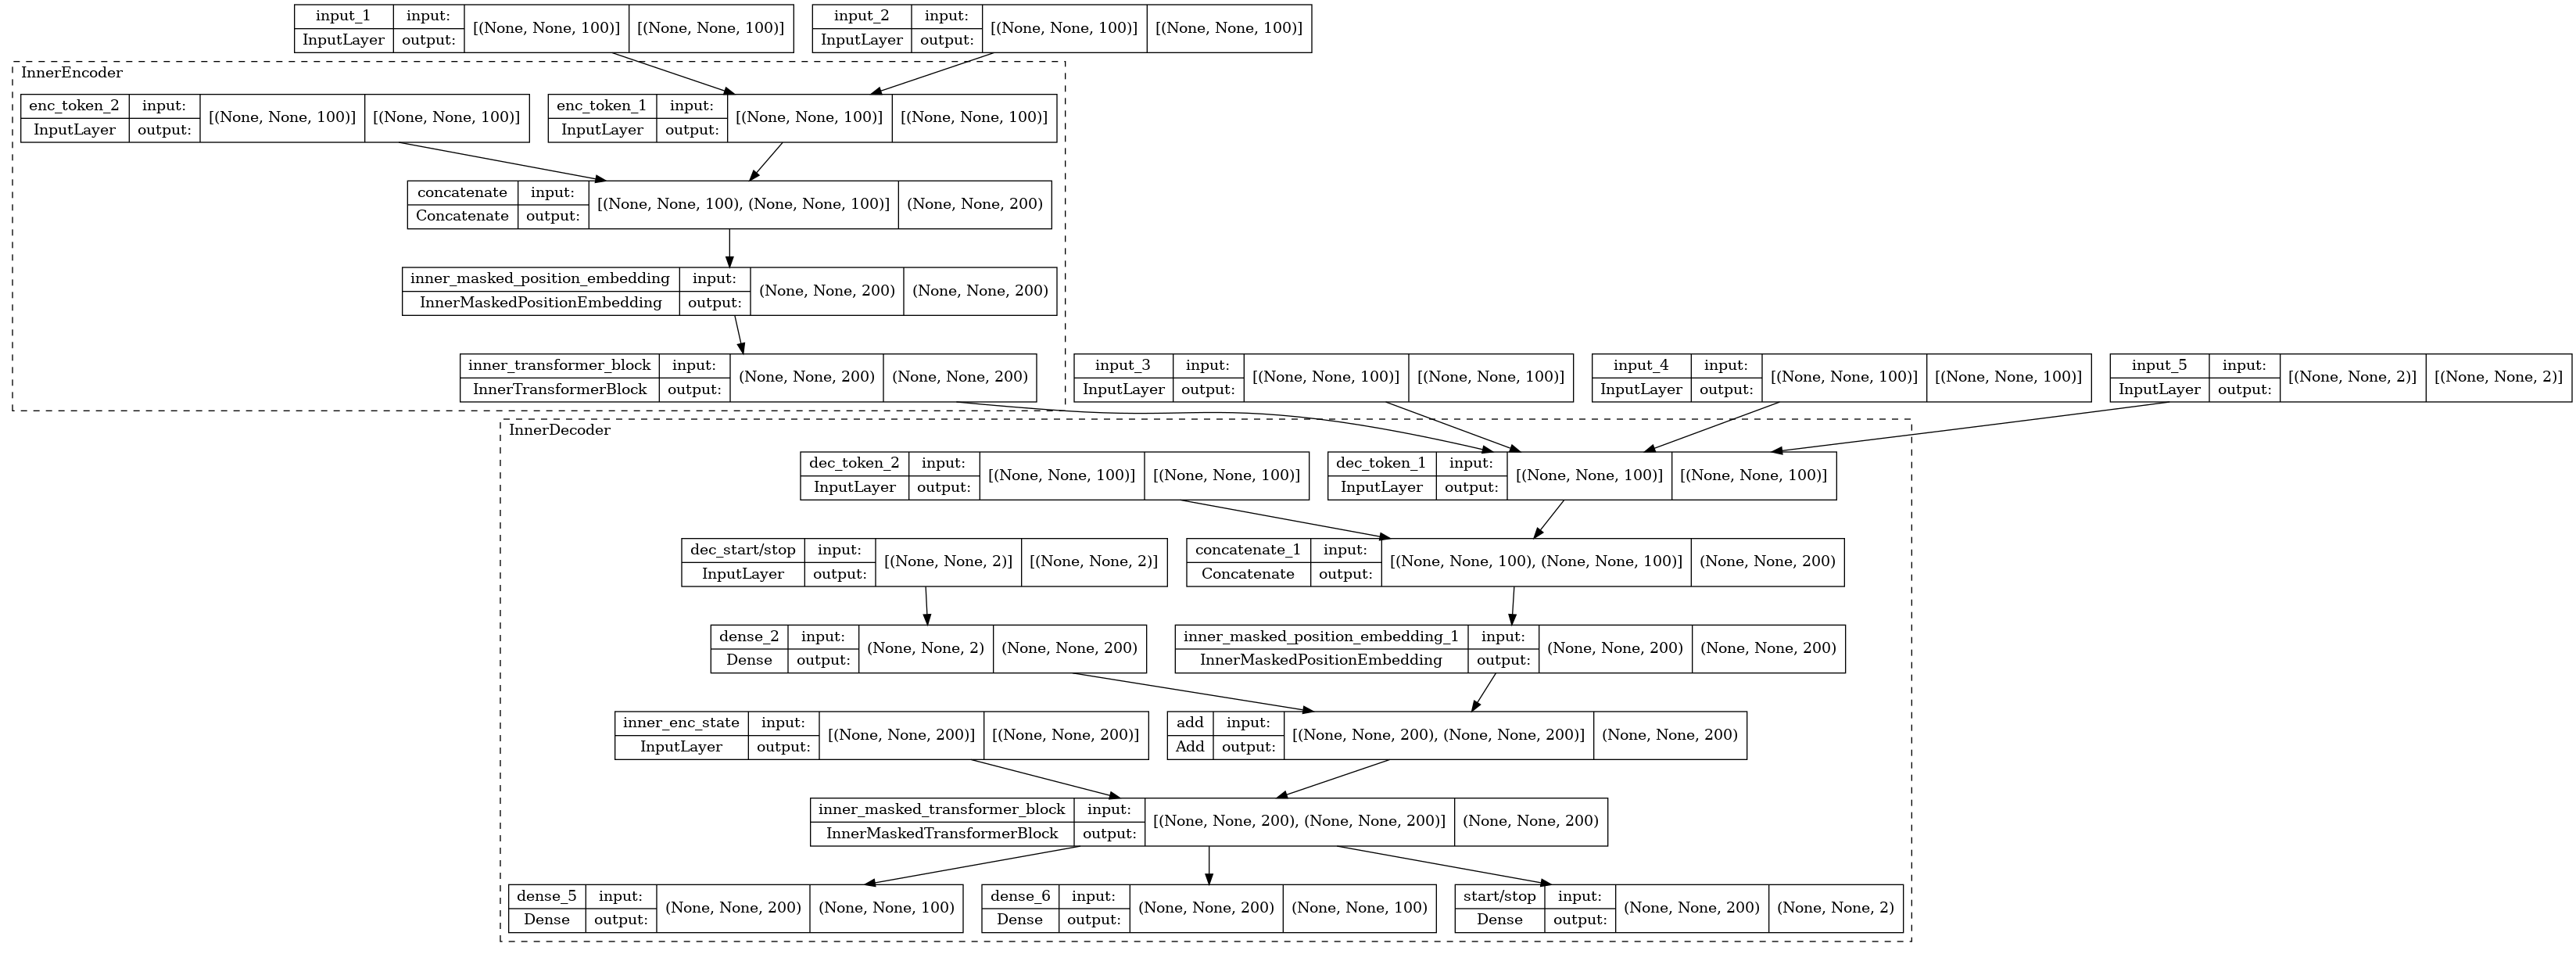 input_1 input: [(None, None, 100)] [(None, None, 100)]
InputLayer output:
input_2 input: [(None, None, 100)] [(None, None, 100)]
InputLayer output:
InnerEncoder
enc_token_2 input: [(None, None, 100)] [(None, None, 100)]
InputLayer output:
enc_token_1 input: [(None, None, 100)] [(None, None, 100)]
InputLayer output:
concatenate input: [(None, None, 100), (None, None, 100)] (None, None, 200)
Concatenate output:
inner_masked_position_embedding input: (None, None, 200) (None, None, 200)
InnerMaskedPositionEmbedding output:
inner_transformer_block input: (None, None, 200) (None, None, 200)
InnerTransformerBlock output:
input_3 input: [(None, None, 100)] [(None, None, 100)]
InputLayer output:
input_4 input: [(None, None, 100)] [(None, None, 100)]
InputLayer output:
input_5 input: [(None, None, 2)] [(None, None, 2)]
InputLayer output:
InnerDecoder
dec_token_2 input: [(None, None, 100)] [(None, None, 100)]
InputLayer output:
dec_token_1 input: [(None, None, 100)] [(None, None, 100)]
InputLayer output:
dec_start/stop input: [(None, None, 2)] [(None, None, 2)]
InputLayer output:
concatenate_1 input: [(None, None, 100), (None, None, 100)] (None, None, 200)
Concatenate output:
dense_2 input: (None, None, 2) (None, None, 200)
Dense output:
inner_masked_position_embedding_1 input: (None, None, 200) (None, None, 200)
InnerMaskedPositionEmbedding output:
inner_enc_state input: [(None, None, 200)] [(None, None, 200)]
InputLayer output:
add input: [(None, None, 200), (None, None, 200)] (None, None, 200)
Add output:
inner_masked_transformer_block input: [(None, None, 200), (None, None, 200)] (None, None, 200)
InnerMaskedTransformerBlock output:
dense_5 input: (None, None, 200) (None, None, 100)
Dense output:
dense_6 input: (None, None, 200) (None, None, 100)
Dense output:
start/stop input: (None, None, 200) (None, None, 2)
Dense output: